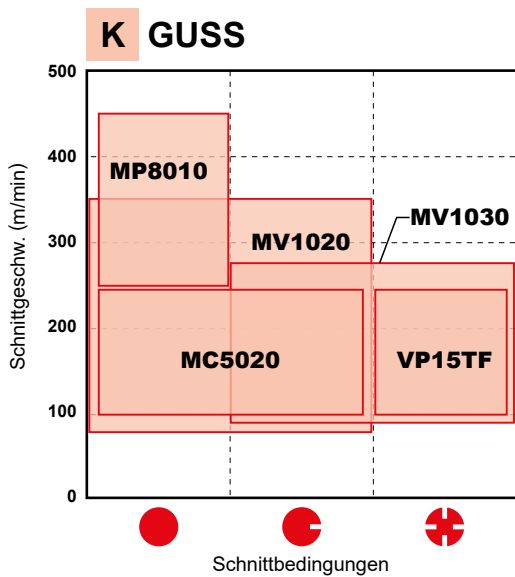 K GUSS
Schnittgeschw. (m/min)
500
400
300
200
100
0
MP8010
MV1020
MV1030
MC5020
VP15TF
Schnittbedingungen